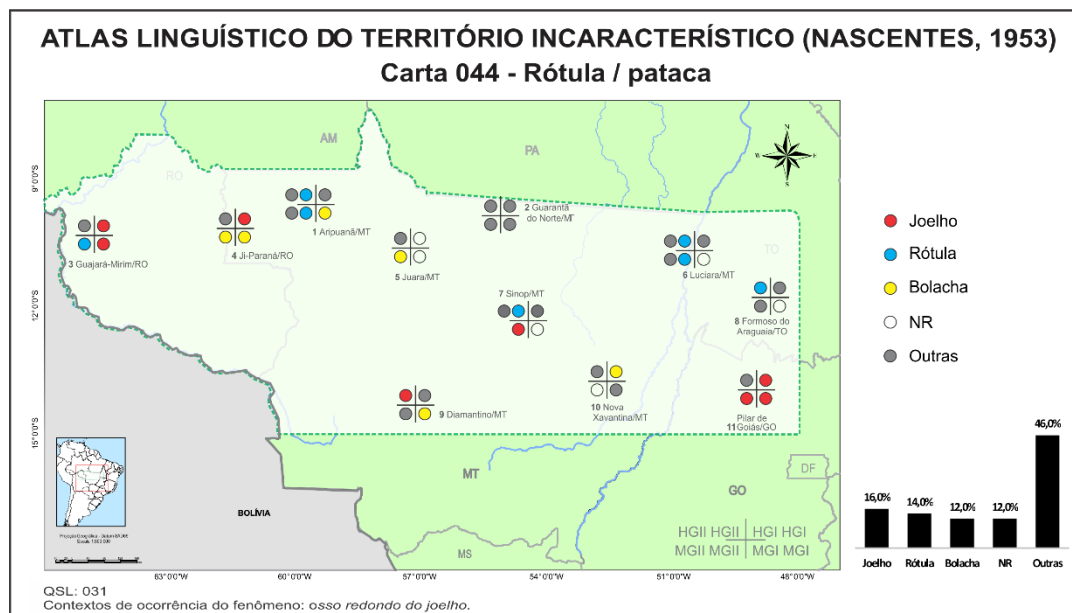 ATLAS LINGUÍSTICO DO TERRITÓRIO INCARACTERÍSTICO (NASCENTES, 1953)
Carta 044 - Rótula / pataca
AM
PA
RO
TO
9°0'0"S
12°0'0"S
15°0'0"S
1 Aripuanã/MT
2 Guarantã
do Norte/MT
3 Guajará-Mirim/RO
4 Ji-Paraná/RO
5 Juara/MT
6 Luciara/MT
7 Sinop/MT
8 Formoso do
Araguaia/TO
9 Diamantino/MT
10 Nova
Xavantina/MT
Pilar de
11 Goiás/GO
Joelho
Rótula
Bolacha
NR
Outras
N
MT
GO
DF
MS
BOLÍVIA
HGII HGII HGI HGI
MGII MGII MGI MGI
63°0'0"W
60°0'0"W
57°0'0"W
54°0'0"W
51°0'0"W
48°0'0"W
16,0%
14,0%
12,0%
12,0%
46,0%
Joelho
Rótula
Bolacha
NR
Outras
QSL: 031
Contextos de ocorrência do fenômeno: osso redondo do joelho.